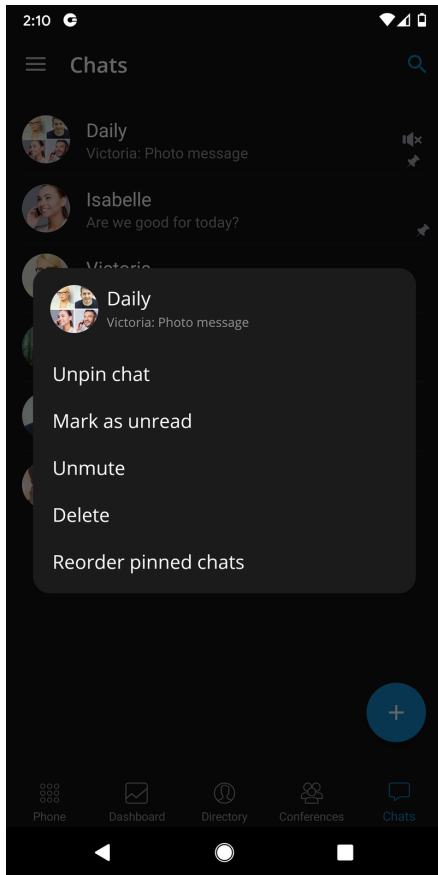 2:10
Chats
Daily
Victoria: Photo message
Isabelle
Are we good for today?
Victoria
Daily
Victoria: Photo message
Unpin chat
Mark as unread
Unmute
Delete
Reorder pinned chats
Phone
Dashboard
Directory
Conferences
Chats